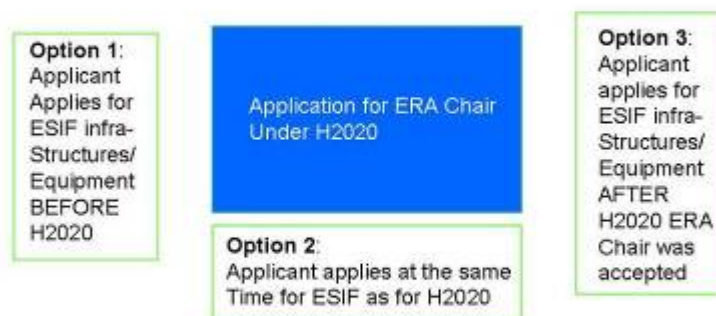 Option 1:
Applicant
Applies for
ESIF infra-
Structures/
Equipment
BEFORE
H2020
Application for ERA Chair
Under H2020
Option 2:
Applicant applies at the same
Time for ESIF as for H2020
Option 3:
Applicant
applies for
ESIF infra-
Structures/
Equipment
AFTER
H2020 ERA
Chair was
accepted